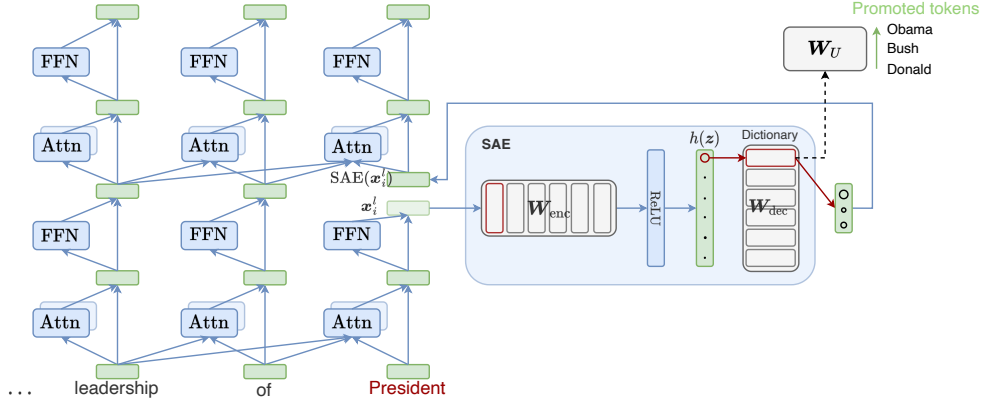 Promoted tokens
Obama
Bush
Donald
W_U
FFN
FFN
FFN
Attn
Attn
Attn
SAE
h(z)
Dictionary
SAE(x_i^l)
x_i^l
W_enc
ReLU
W_dec
FFN
FFN
FFN
Attn
Attn
Attn
... leadership of President